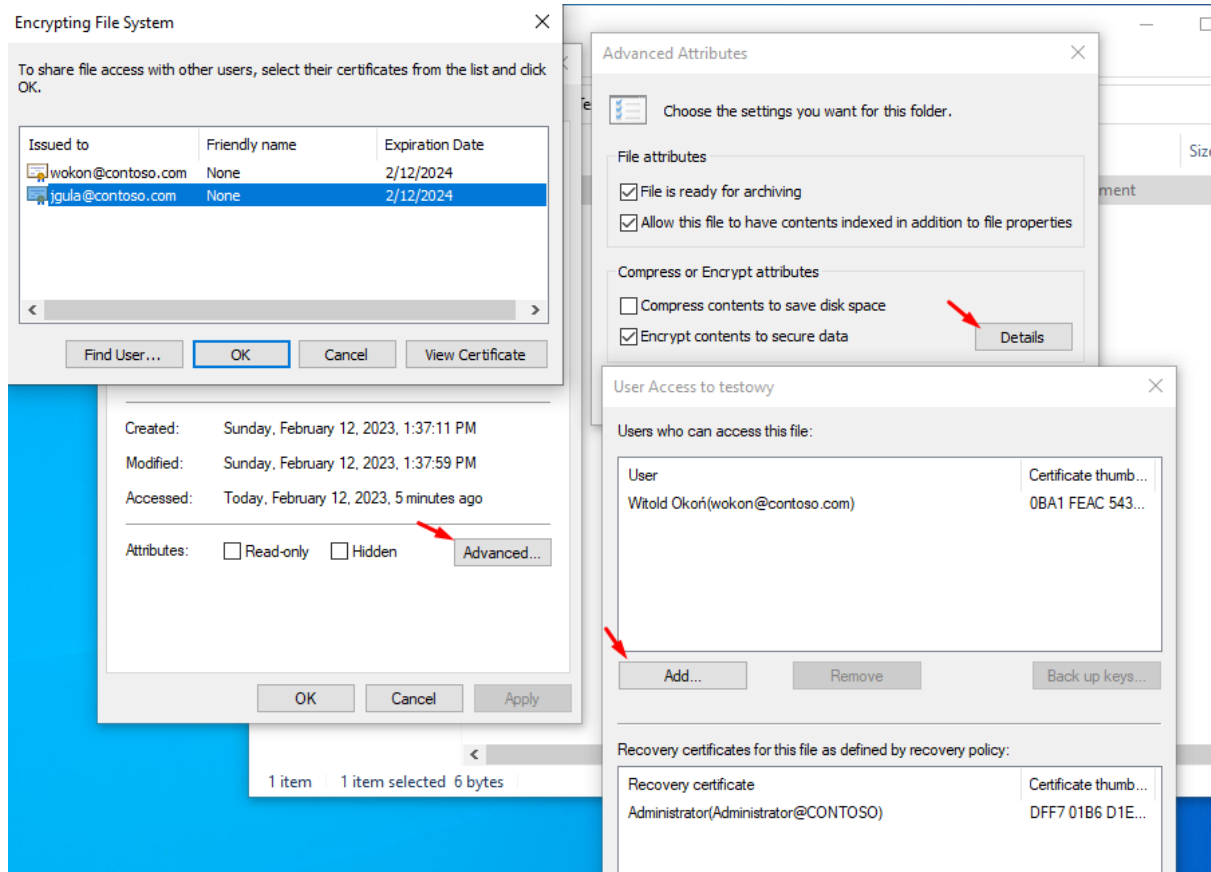 Encrypting File System
To share file access with other users, select their certificates from the list and click
OK.
Issued to Friendly name Expiration Date
wokon@contoso.com None 2/12/2024
jgula@contoso.com None 2/12/2024
Find User... OK Cancel View Certificate
Created: Sunday, February 12, 2023, 1:37:11 PM
Modified: Sunday, February 12, 2023, 1:37:59 PM
Accessed: Today, February 12, 2023, 5 minutes ago
Attributes: Read-only Hidden Advanced...
OK Cancel Apply
1 item 1 item selected 6 bytes
Advanced Attributes
Choose the settings you want for this folder.
File attributes
File is ready for archiving
Allow this file to have contents indexed in addition to file properties
Compress or Encrypt attributes
Compress contents to save disk space
Encrypt contents to secure data Details
User Access to testowy
Users who can access this file:
User Certificate thumb...
Witold Okoń(wokon@contoso.com) 0BA1 FEAC 543...
Add... Remove Back up keys...
Recovery certificates for this file as defined by recovery policy:
Recovery certificate Certificate thumb...
Administrator(Administrator@CONTOSO) DFF7 01B6 D1E...